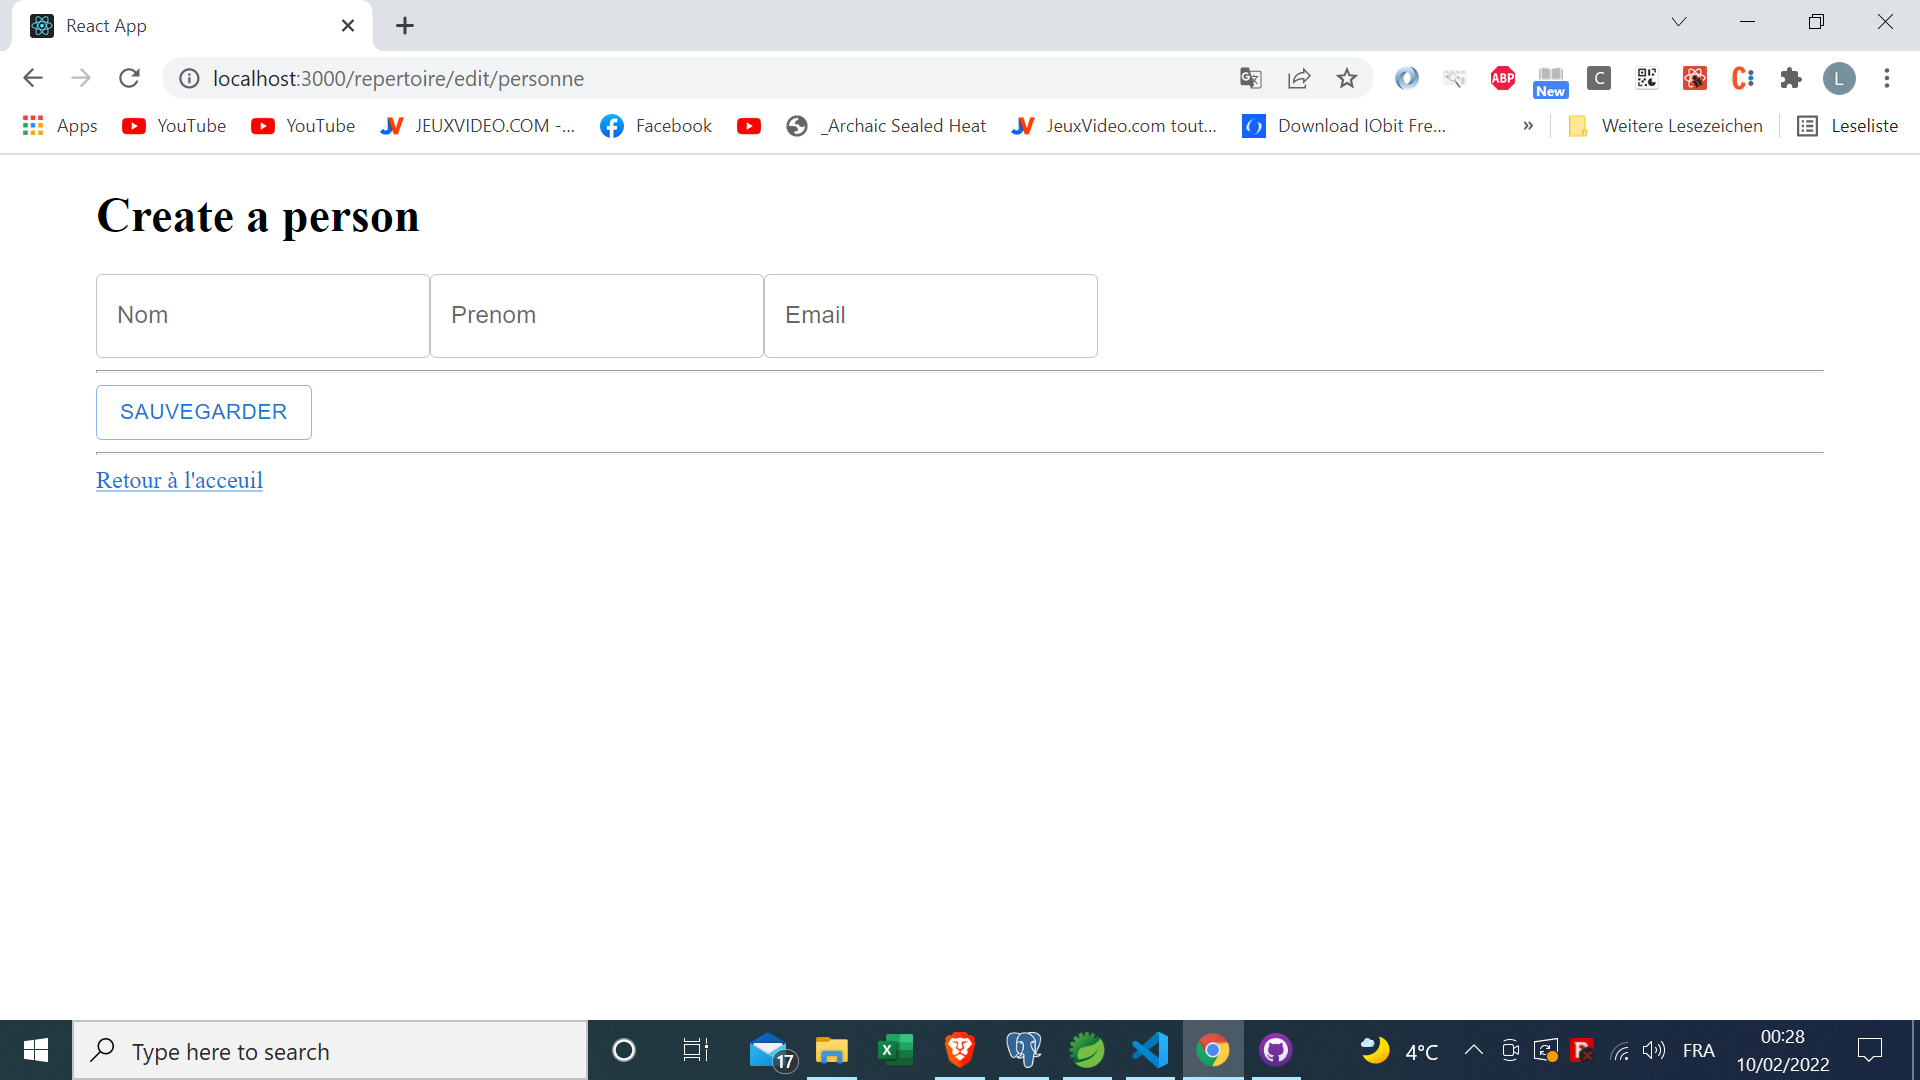 React App
localhost:3000/repertoire/edit/personne
ABP
New
C
L
Apps
YouTube
YouTube
JEUXVIDEO.COM -...
Facebook
_Archaic Sealed Heat
JeuxVideo.com tout...
Download IObit Fre...
»
Weitere Lesezeichen
Leseliste
Create a person
Nom
Prenom
Email
SAUVEGARDER
Retour à l'acceuil
Type here to search
17
4°C
FRA
00:28
10/02/2022